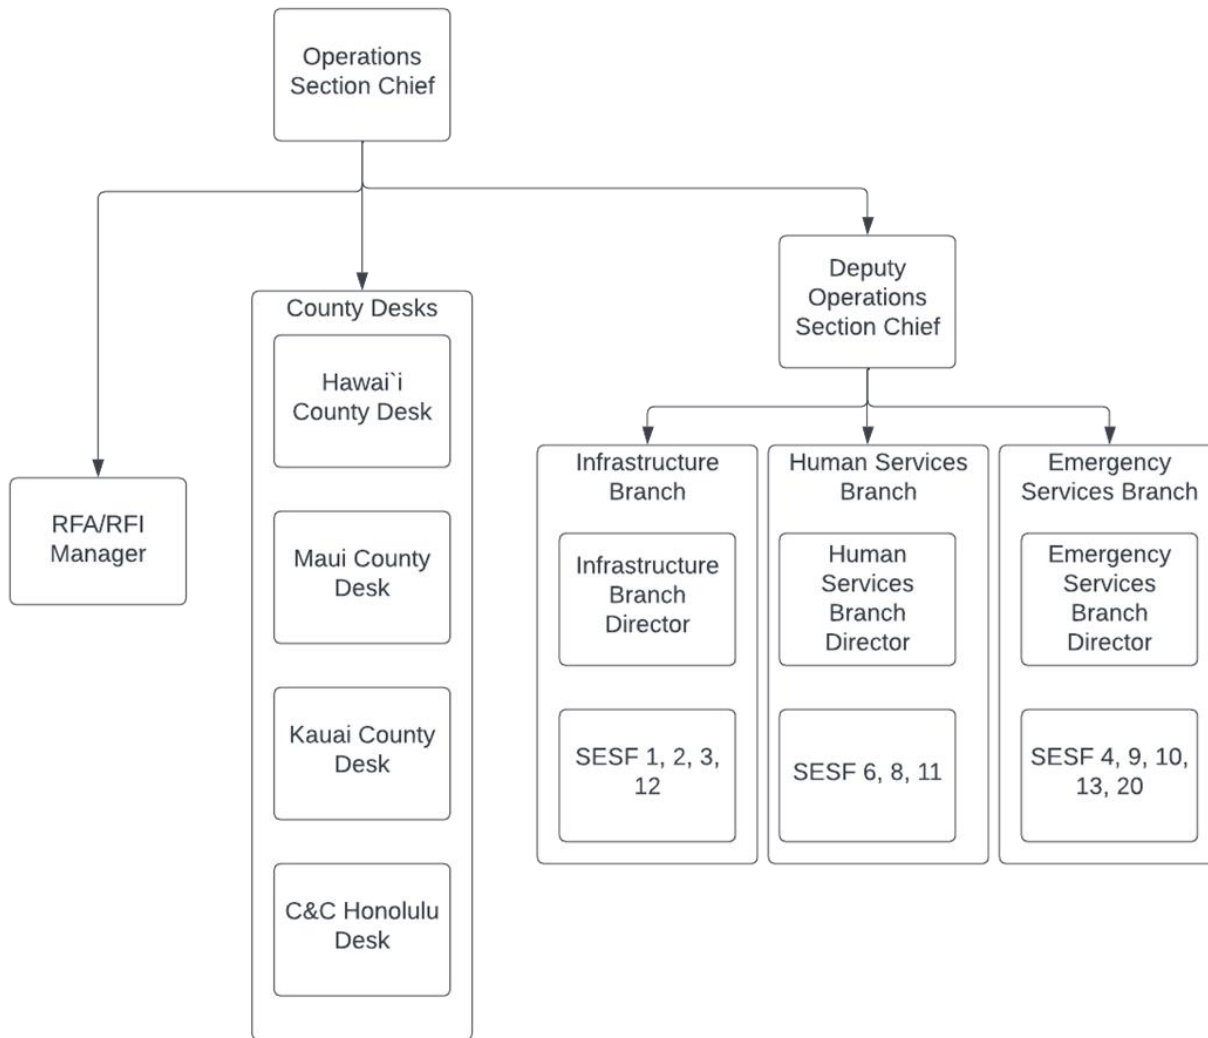 Operations
Section Chief
RFA/RFI
Manager
County Desks
Hawai`i
County Desk
Maui County
Desk
Kauai County
Desk
C&C Honolulu
Desk
Deputy
Operations
Section Chief
Infrastructure
Branch
Infrastructure
Branch
Director
SESF 1, 2, 3,
12
Human Services
Branch
Human
Services
Branch
Director
SESF 6, 8, 11
Emergency
Services Branch
Emergency
Services
Branch
Director
SESF 4, 9, 10,
13, 20